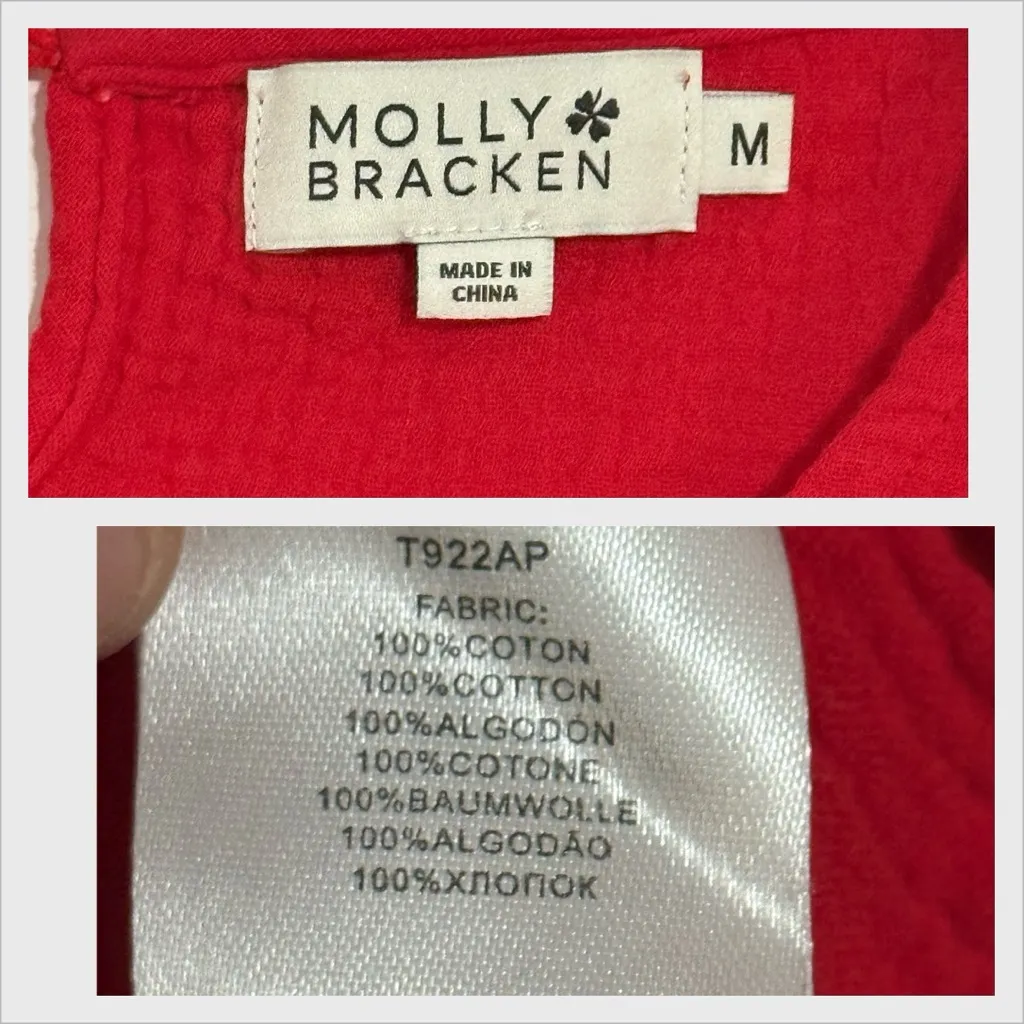 MOLLY
BRACKEN
M
MADE IN
CHINA
T922AP
FABRIC:
100%COTON
100%COTTON
100%ALGODÓN
100%COTONE
100%BAUMWOLLE
100%ALGODÃO
100%ХЛОПОК